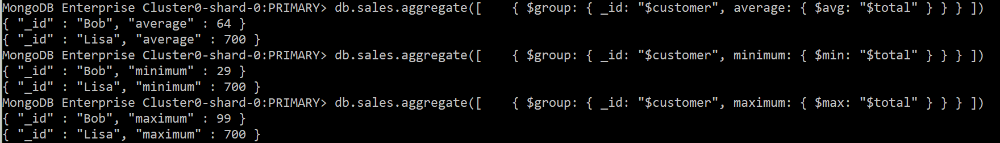 MongoDB Enterprise Cluster0-shard-0:PRIMARY> db.sales.aggregate([    { $group: { _id: "$customer", average: { $avg: "$total" } } } ])
{ "_id" : "Bob", "average" : 64 }
{ "_id" : "Lisa", "average" : 700 }
MongoDB Enterprise Cluster0-shard-0:PRIMARY> db.sales.aggregate([    { $group: { _id: "$customer", minimum: { $min: "$total" } } } ])
{ "_id" : "Bob", "minimum" : 29 }
{ "_id" : "Lisa", "minimum" : 700 }
MongoDB Enterprise Cluster0-shard-0:PRIMARY> db.sales.aggregate([    { $group: { _id: "$customer", maximum: { $max: "$total" } } } ])
{ "_id" : "Bob", "maximum" : 99 }
{ "_id" : "Lisa", "maximum" : 700 }